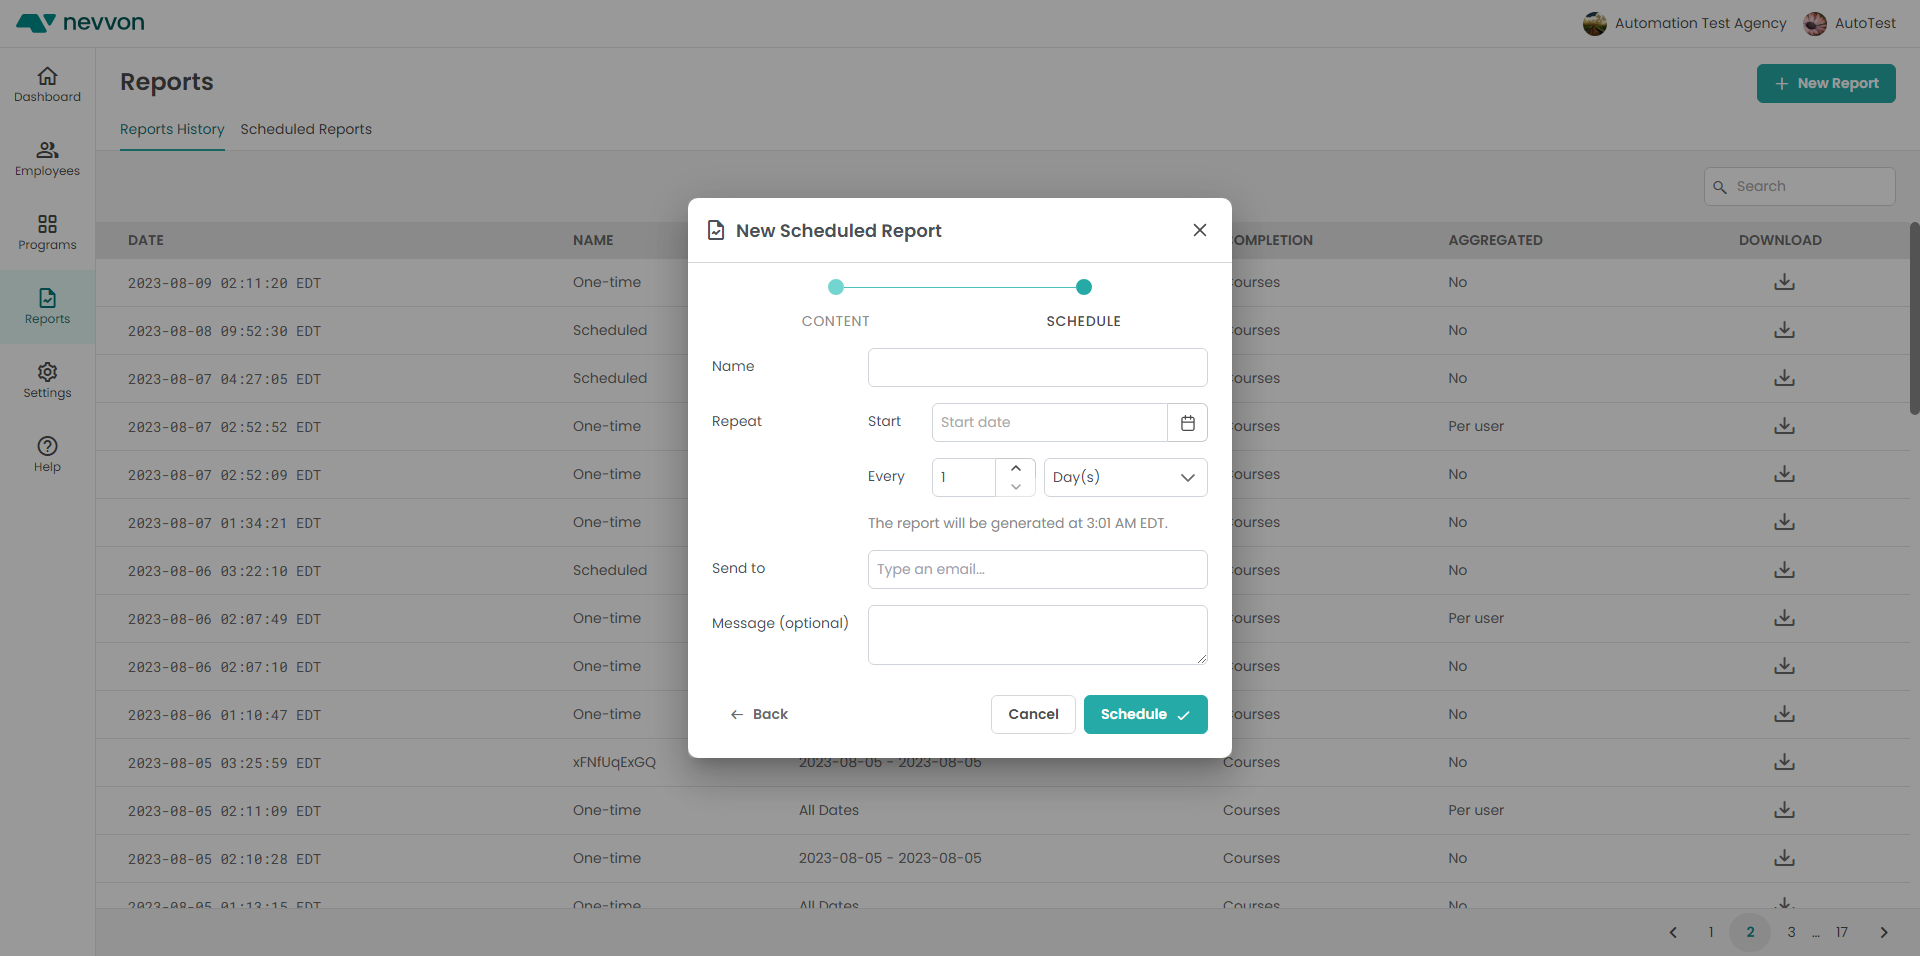 nevvon
Automation Test Agency
AutoTest
Dashboard
Employees
Programs
Reports
Settings
Help
Reports
New Report
Reports History
Scheduled Reports
Search
DATE NAME OMPLETION AGGREGATED DOWNLOAD
2023-08-09 02:11:20 EDT One-time ourses No
2023-08-08 09:52:30 EDT Scheduled ourses No
2023-08-07 04:27:05 EDT Scheduled ourses No
2023-08-07 02:52:52 EDT One-time ourses Per user
2023-08-07 02:52:09 EDT One-time ourses No
2023-08-07 01:34:21 EDT One-time ourses No
2023-08-06 03:22:10 EDT Scheduled ourses No
2023-08-06 02:07:49 EDT One-time ourses Per user
2023-08-06 02:07:10 EDT One-time ourses No
2023-08-06 01:10:47 EDT One-time ourses No
2023-08-05 03:25:59 EDT xFNfUqExGQ 2023-08-05 - 2023-08-05 Courses No
2023-08-05 02:11:09 EDT One-time All Dates Courses Per user
2023-08-05 02:10:28 EDT One-time 2023-08-05 - 2023-08-05 Courses No
2023-08-05 01:13:15 EDT One-time All Dates Courses No
1 2 3 ... 17
New Scheduled Report
CONTENT SCHEDULE
Name
Repeat Start Start date
Every 1 Day(s)
The report will be generated at 3:01 AM EDT.
Send to Type an email...
Message (optional)
Back Cancel Schedule